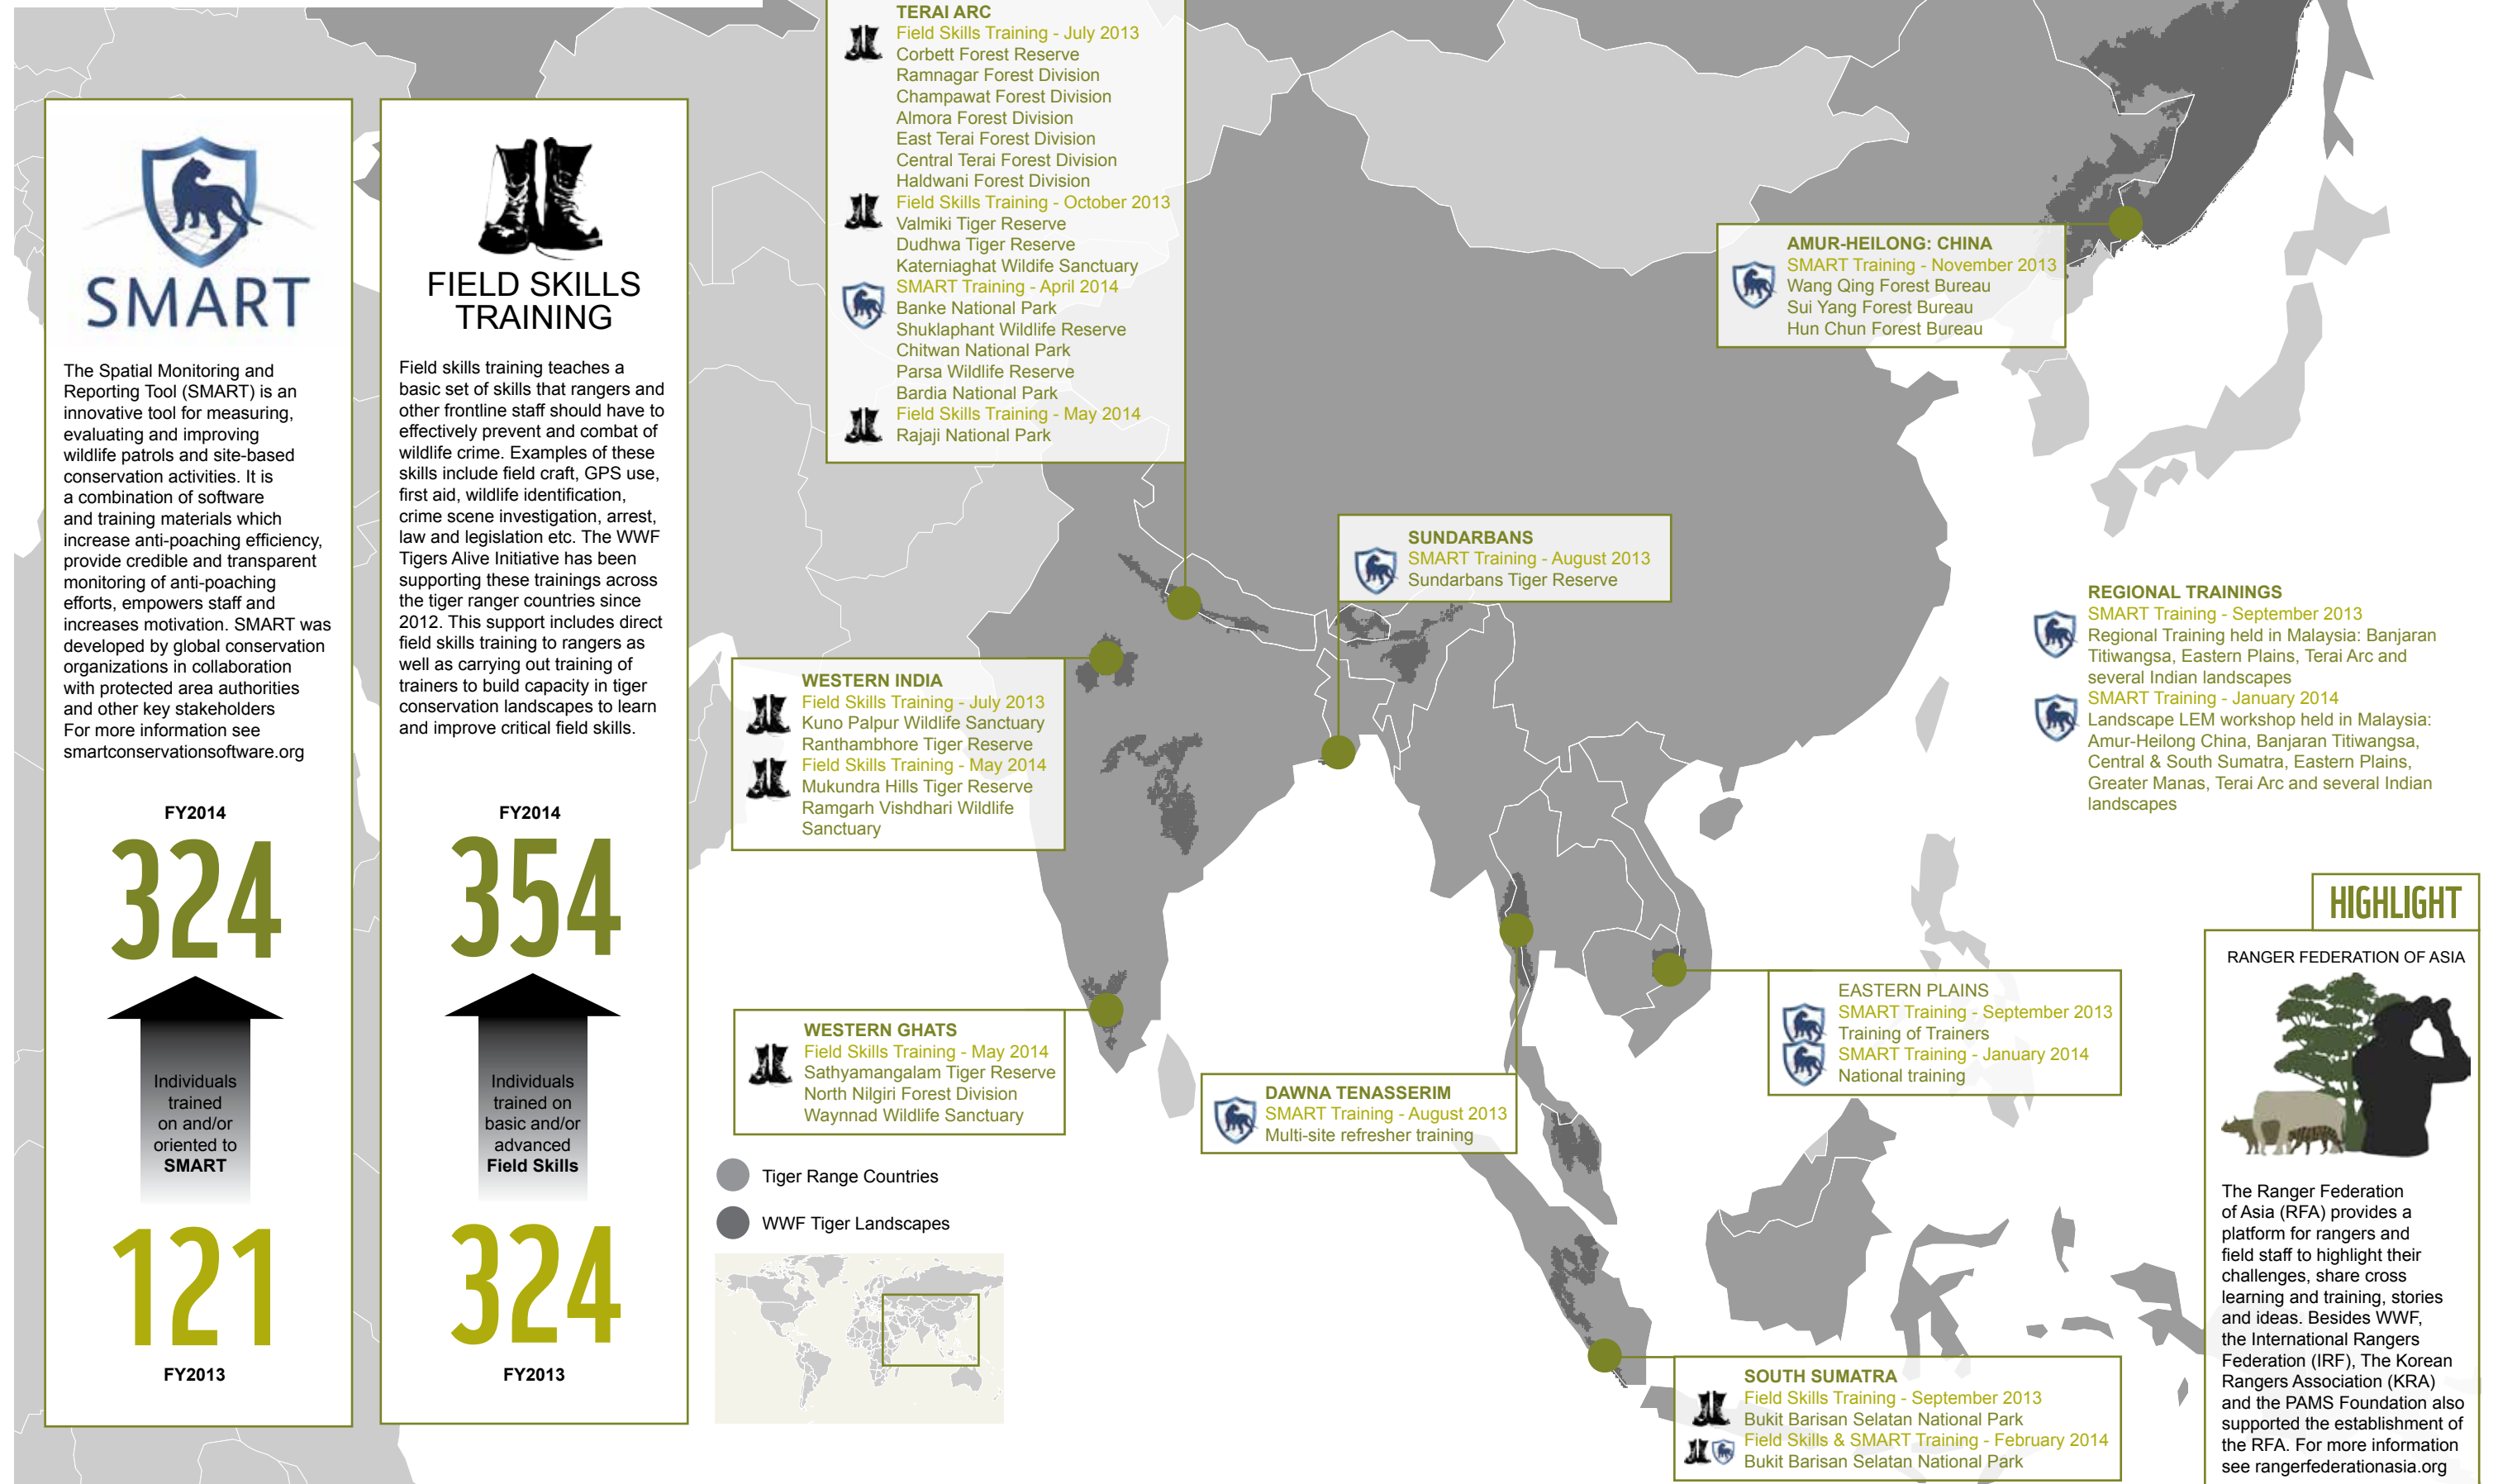 SMART
The Spatial Monitoring and
Reporting Tool (SMART) is an
innovative tool for measuring,
evaluating and improving
wildlife patrols and site-based
conservation activities. It is
a combination of software
and training materials which
increase anti-poaching efficiency,
provide credible and transparent
monitoring of anti-poaching
efforts, empowers staff and
increases motivation. SMART was
developed by global conservation
organizations in collaboration
with protected area authorities
and other key stakeholders
For more information see
smartconservationsoftware.org
FY2014
324
Individuals
trained
on and/or
oriented to
SMART
121
FY2013
FIELD SKILLS
TRAINING
Field skills training teaches a
basic set of skills that rangers and
other frontline staff should have to
effectively prevent and combat of
wildlife crime. Examples of these
skills include field craft, GPS use,
first aid, wildlife identification,
crime scene investigation, arrest,
law and legislation etc. The WWF
Tigers Alive Initiative has been
supporting these trainings across
the tiger ranger countries since
2012. This support includes direct
field skills training to rangers as
well as carrying out training of
trainers to build capacity in tiger
conservation landscapes to learn
and improve critical field skills.
FY2014
354
Individuals
trained on
basic and/or
advanced
Field Skills
324
FY2013
TERAI ARC
Field Skills Training - July 2013
Corbett Forest Reserve
Ramnagar Forest Division
Champawat Forest Division
Almora Forest Division
East Terai Forest Division
Central Terai Forest Division
Haldwani Forest Division
Field Skills Training - October 2013
Valmiki Tiger Reserve
Dudhwa Tiger Reserve
Katerniaghat Wildife Sanctuary
SMART Training - April 2014
Banke National Park
Shuklaphant Wildlife Reserve
Chitwan National Park
Parsa Wildlife Reserve
Bardia National Park
Field Skills Training - May 2014
Rajaji National Park
AMUR-HEILONG: CHINA
SMART Training - November 2013
Wang Qing Forest Bureau
Sui Yang Forest Bureau
Hun Chun Forest Bureau
SUNDARBANS
SMART Training - August 2013
Sundarbans Tiger Reserve
REGIONAL TRAININGS
SMART Training - September 2013
Regional Training held in Malaysia: Banjaran
Titiwangsa, Eastern Plains, Terai Arc and
several Indian landscapes
SMART Training - January 2014
Landscape LEM workshop held in Malaysia:
Amur-Heilong China, Banjaran Titiwangsa,
Central & South Sumatra, Eastern Plains,
Greater Manas, Terai Arc and several Indian
landscapes
WESTERN INDIA
Field Skills Training - July 2013
Kuno Palpur Wildlife Sanctuary
Ranthambhore Tiger Reserve
Field Skills Training - May 2014
Mukundra Hills Tiger Reserve
Ramgarh Vishdhari Wildlife
Sanctuary
WESTERN GHATS
Field Skills Training - May 2014
Sathyamangalam Tiger Reserve
North Nilgiri Forest Division
Waynnad Wildlife Sanctuary
DAWNA TENASSERIM
SMART Training - August 2013
Multi-site refresher training
EASTERN PLAINS
SMART Training - September 2013
Training of Trainers
SMART Training - January 2014
National training
Tiger Range Countries
WWF Tiger Landscapes
SOUTH SUMATRA
Field Skills Training - September 2013
Bukit Barisan Selatan National Park
Field Skills & SMART Training - February 2014
Bukit Barisan Selatan National Park
HIGHLIGHT
RANGER FEDERATION OF ASIA
The Ranger Federation
of Asia (RFA) provides a
platform for rangers and
field staff to highlight their
challenges, share cross
learning and training, stories
and ideas. Besides WWF,
the International Rangers
Federation (IRF), The Korean
Rangers Association (KRA)
and the PAMS Foundation also
supported the establishment of
the RFA. For more information
see rangerfederationasia.org